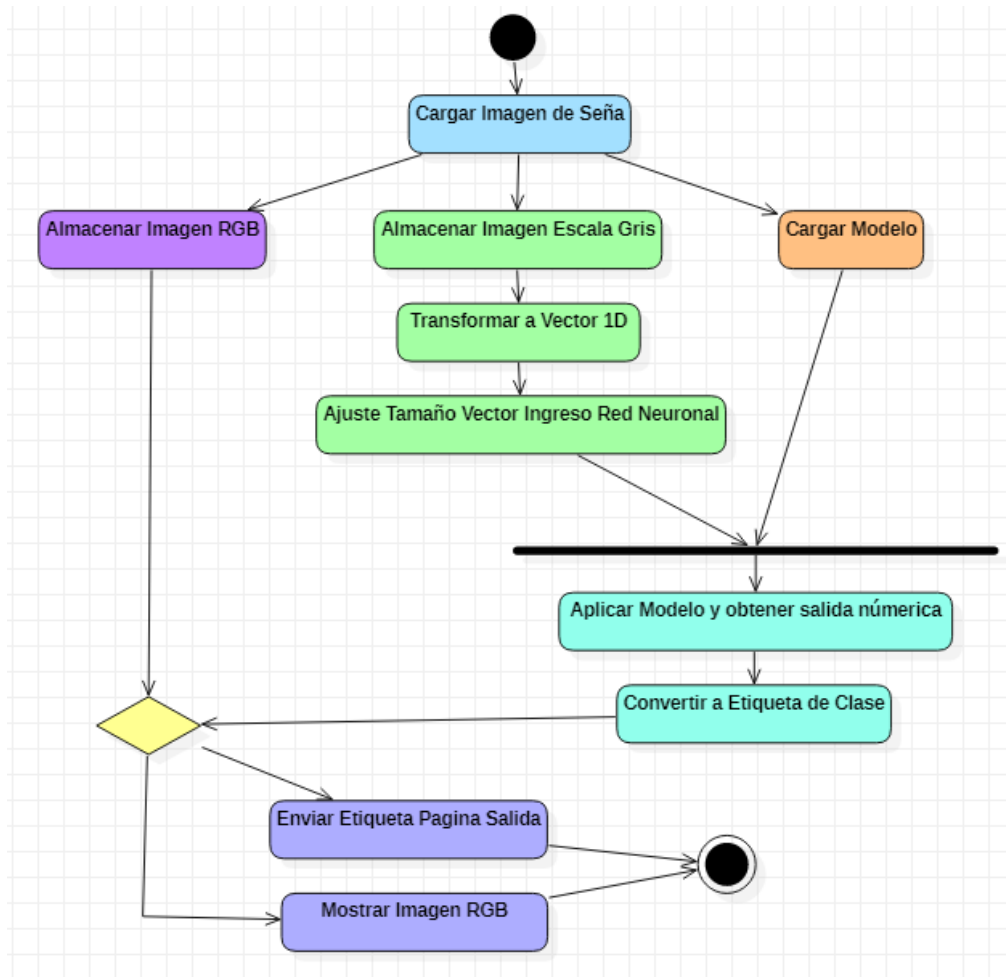 Cargar Imagen de Seña
Almacenar Imagen RGB
Almacenar Imagen Escala Gris
Cargar Modelo
Transformar a Vector 1D
Ajuste Tamaño Vector Ingreso Red Neuronal
Aplicar Modelo y obtener salida númerica
Convertir a Etiqueta de Clase
Enviar Etiqueta Pagina Salida
Mostrar Imagen RGB